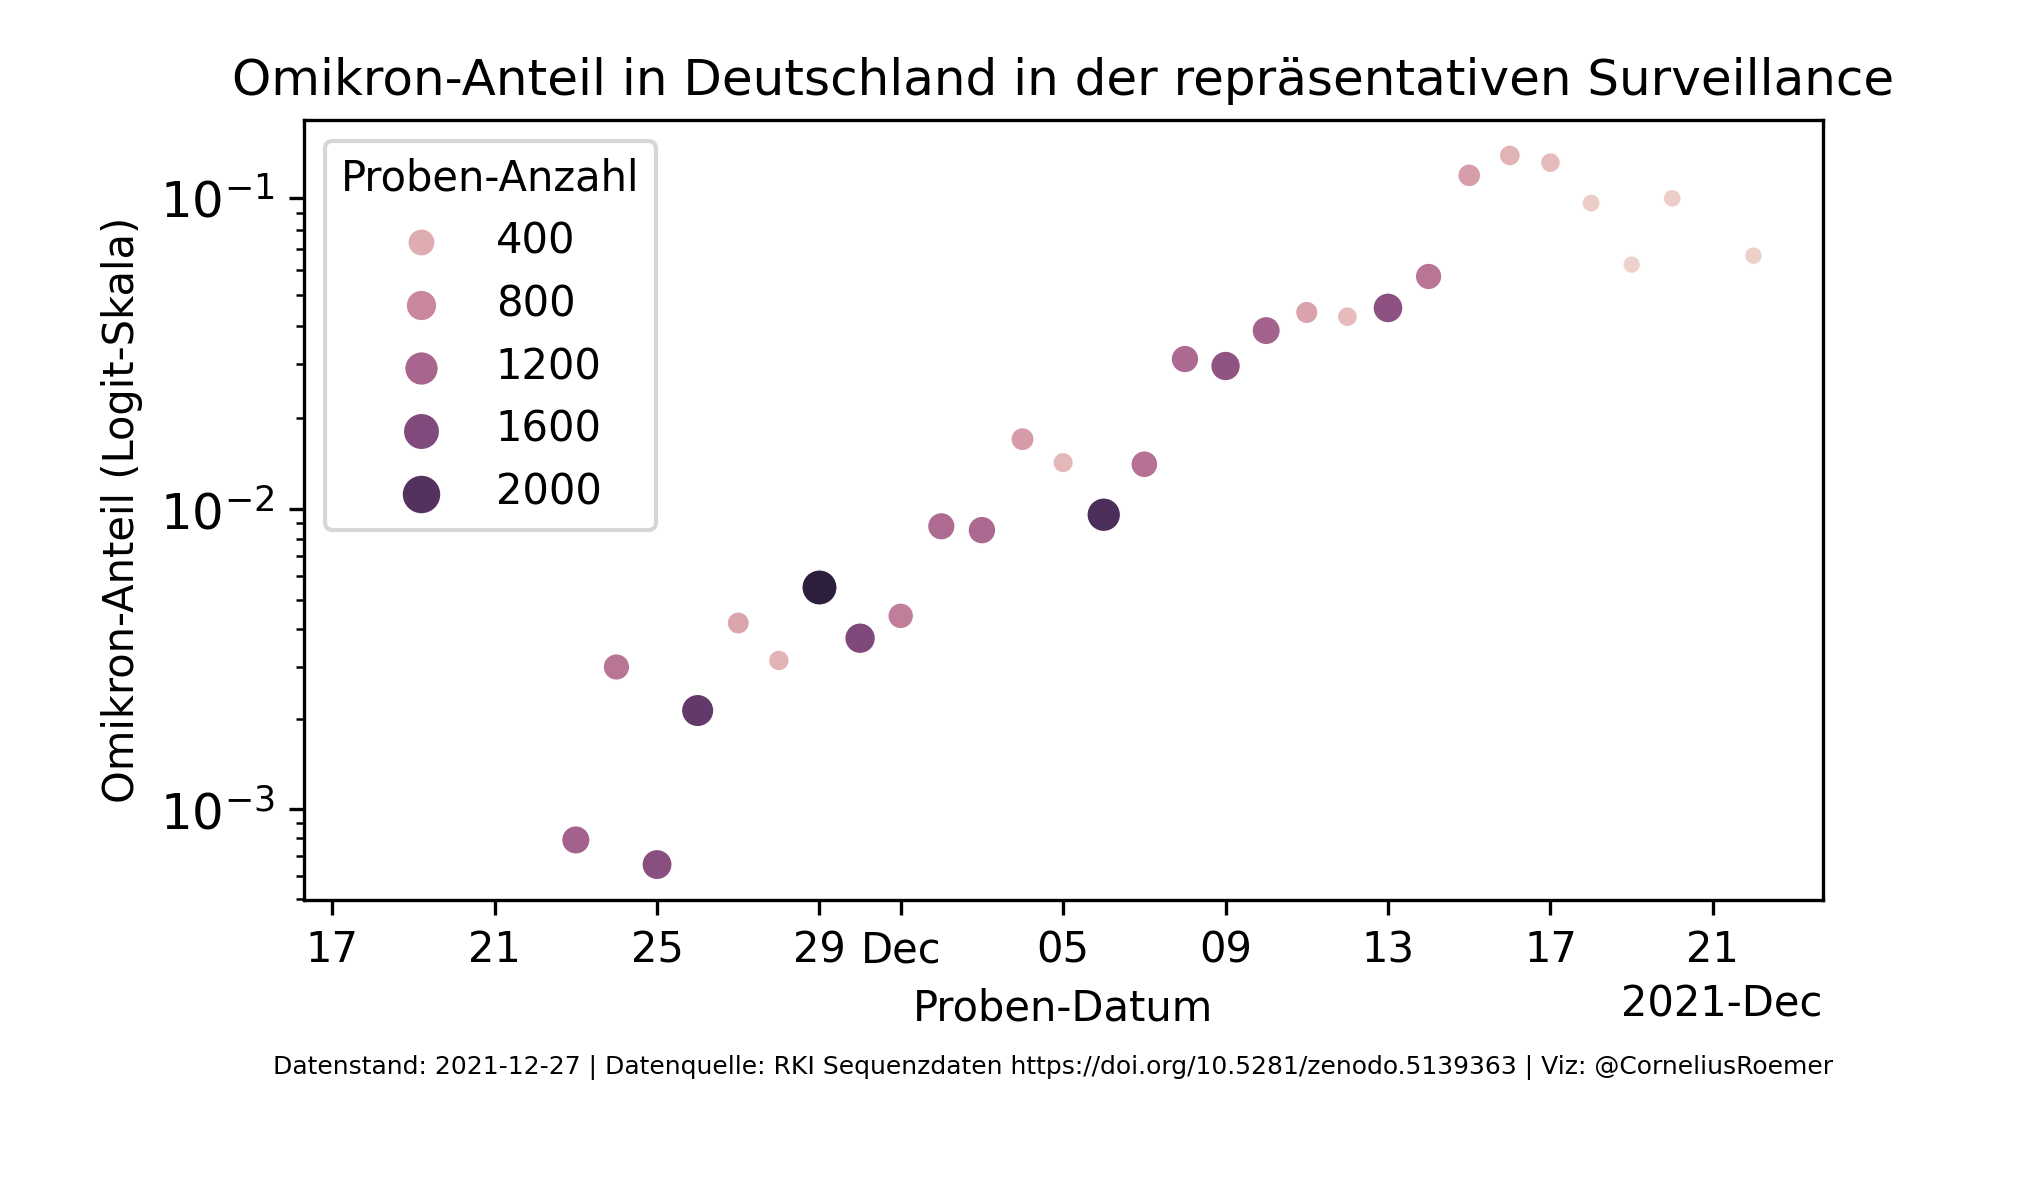 Omikron-Anteil in Deutschland in der repräsentativen Surveillance
Omikron-Anteil (Logit-Skala)
10⁻¹
10⁻²
10⁻³
Proben-Anzahl
400
800
1200
1600
2000
17 21 25 29 Dec 05 09 13 17 21
2021-Dec
Proben-Datum
Datenstand: 2021-12-27 | Datenquelle: RKI Sequenzdaten https://doi.org/10.5281/zenodo.5139363 | Viz: @CorneliusRoemer